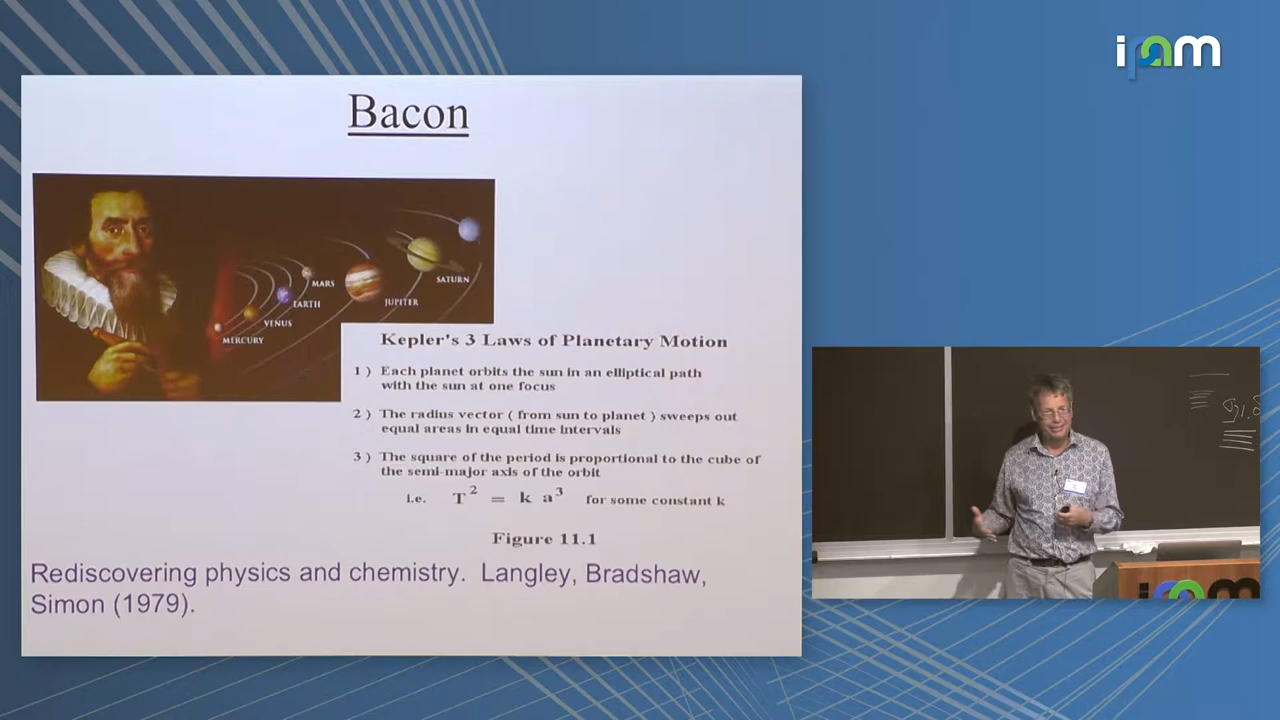 ipam
Bacon
MARS
SATURN
EARTH
JUPITER
VENUS
MERCURY
Kepler's 3 Laws of Planetary Motion
1 ) Each planet orbits the sun in an elliptical path
with the sun at one focus
2 ) The radius vector ( from sun to planet ) sweeps out
equal areas in equal time intervals
3 ) The square of the period is proportional to the cube of
the semi-major axis of the orbit
i.e. T² = k a³ for some constant k
Figure 11.1
Rediscovering physics and chemistry. Langley, Bradshaw,
Simon (1979).